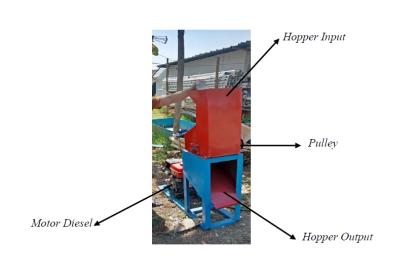 Hopper Input
Pulley
Motor Diesel
Hopper Output